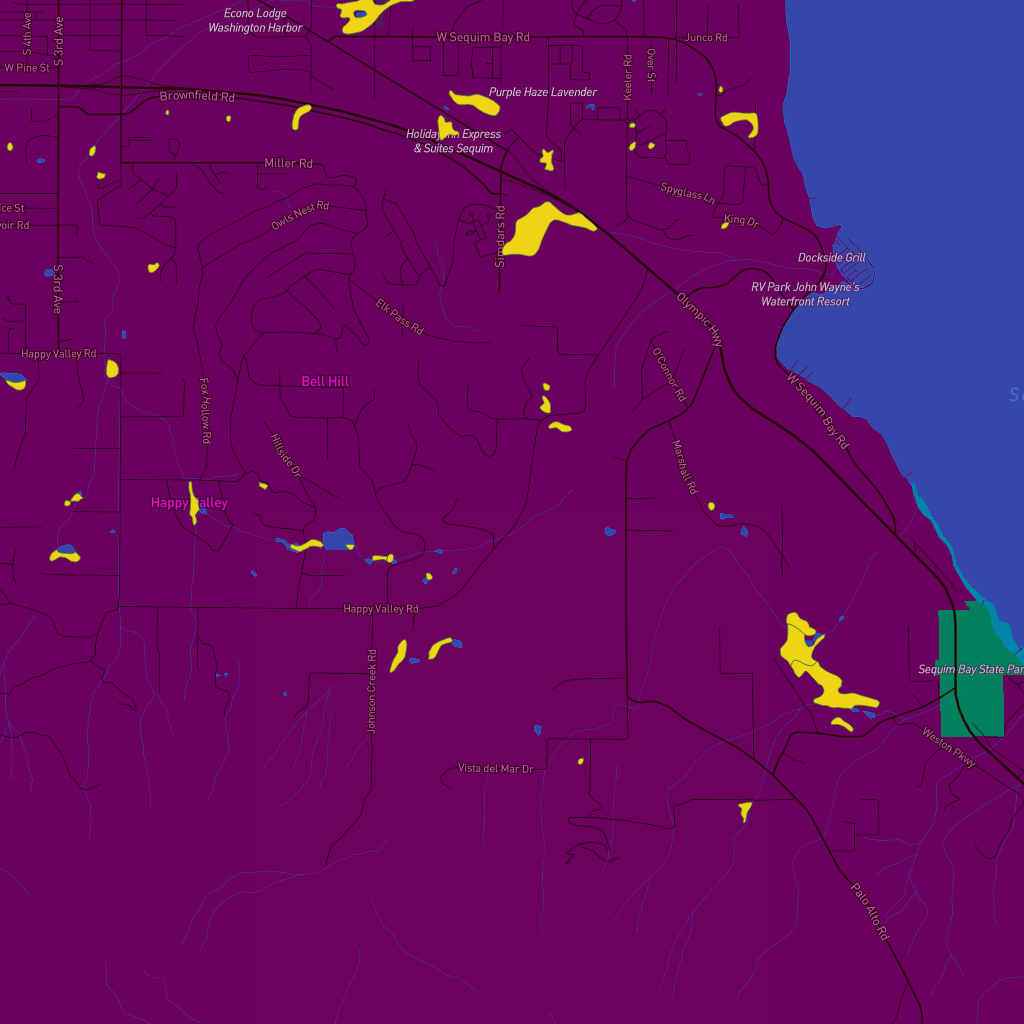 Econo Lodge
Washington Harbor
S 4th Ave
S 3rd Ave
W Sequim Bay Rd
Junco Rd
Over St
Keeler Rd
W Pine St
Brownfield Rd
Purple Haze Lavender
& Suites Sequim
Miller Rd
Spyglass Ln
King Dr
Owls Nest Rd
Simdars Rd
Dockside Grill
S 3rd Ave
RV Park John Wayne's
Waterfront Resort
Elk Pass Rd
Olympic Hwy
Happy Valley Rd
O'Connor Rd
Bell Hill
Fox Hollow Rd
W Sequim Bay Rd
Hillside Dr
Marshall Rd
Happy Valley
Happy Valley Rd
Johnson Creek Rd
Sequim Bay State Par
Weston Pkwy
Vista del Mar Dr
Palo Alto Rd